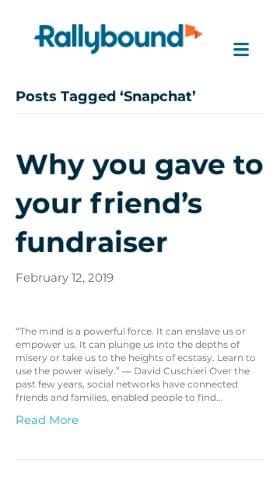 Rallybound
Posts Tagged ‘Snapchat’
Why you gave to
your friend’s
fundraiser
February 12, 2019
“The mind is a powerful force. It can enslave us or
empower us. It can plunge us into the depths of
misery or take us to the heights of ecstasy. Learn to
use the power wisely.” — David Cuschieri Over the
past few years, social networks have connected
friends and families, enabled people to find...
Read More